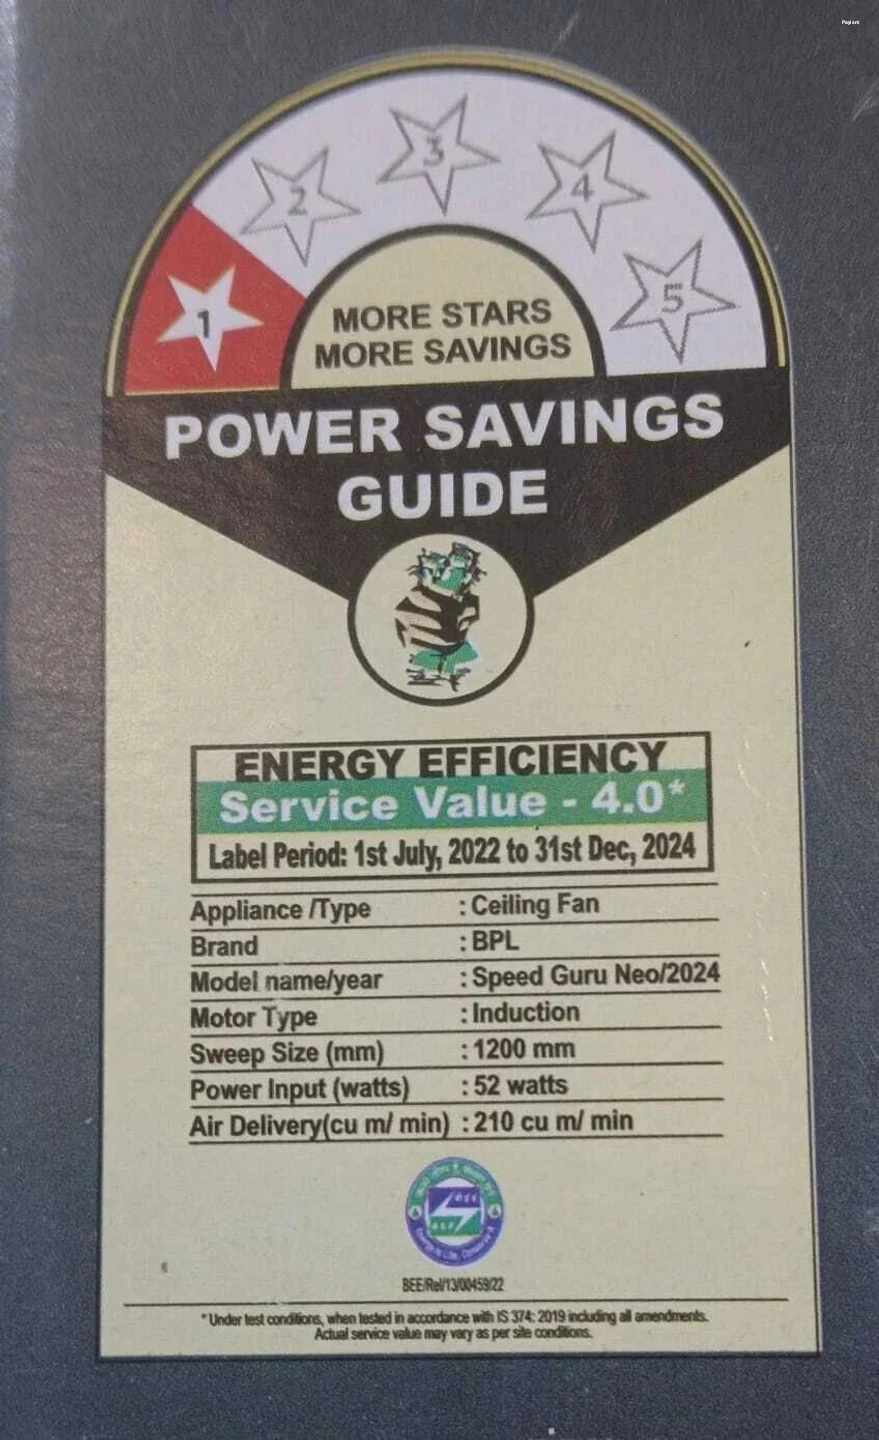 Paplam
1
2
3
4
5
MORE STARS
MORE SAVINGS
POWER SAVINGS
GUIDE
ENERGY EFFICIENCY
Service Value - 4.0*
Label Period: 1st July, 2022 to 31st Dec, 2024
Appliance /Type : Ceiling Fan
Brand : BPL
Model name/year : Speed Guru Neo/2024
Motor Type : Induction
Sweep Size (mm) : 1200 mm
Power Input (watts) : 52 watts
Air Delivery(cu m/ min) : 210 cu m/ min
BEE/Rel/13/00459/22
* Under test conditions, when tested in accordance with IS 374: 2019 including all amendments.
Actual service value may vary as per site conditions.